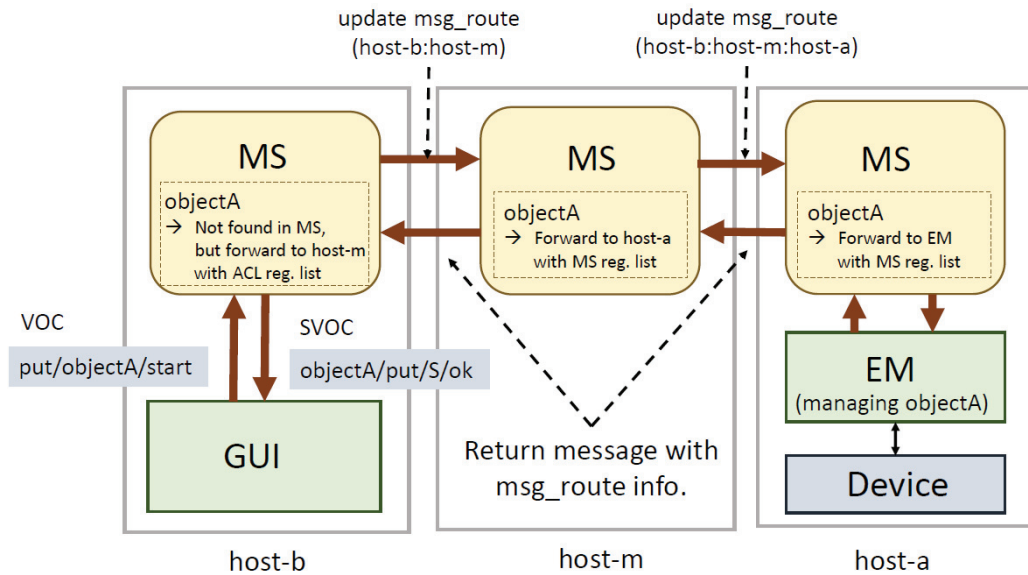 update msg_route
(host-b:host-m)
update msg_route
(host-b:host-m:host-a)
MS
objectA
→ Not found in MS,
but forward to host-m
with ACL reg. list
MS
objectA
→ Forward to host-a
with MS reg. list
MS
objectA
→ Forward to EM
with MS reg. list
VOC
put/objectA/start
SVOC
objectA/put/S/ok
GUI
Return message with
msg_route info.
EM
(managing objectA)
Device
host-b
host-m
host-a